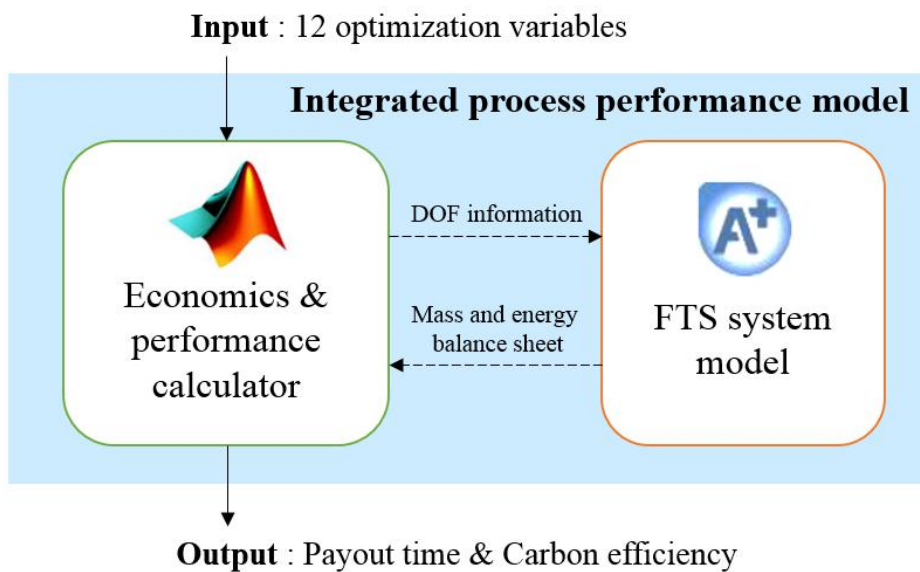 Input : 12 optimization variables
Integrated process performance model
DOF information
A+
Economics &
performance
calculator
Mass and energy
balance sheet
FTS system
model
Output : Payout time & Carbon efficiency